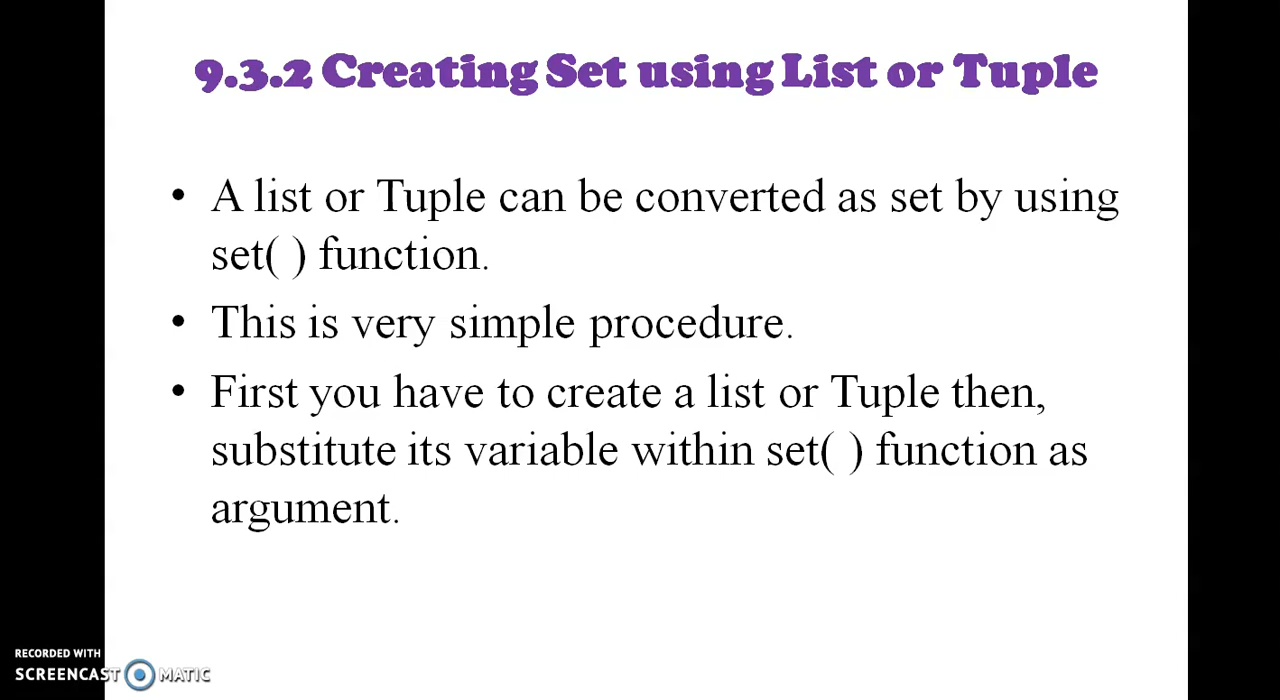 9.3.2 Creating Set using List or Tuple
• A list or Tuple can be converted as set by using
set( ) function.
• This is very simple procedure.
• First you have to create a list or Tuple then,
substitute its variable within set( ) function as
argument.
RECORDED WITH
SCREENCAST MATIC